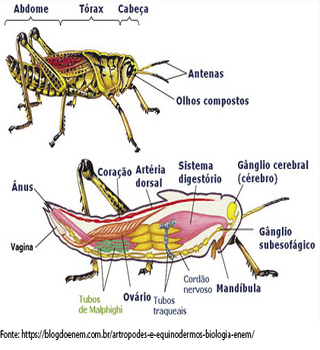 Abdome Tórax Cabeça
Antenas
Olhos compostos
Coração
Artéria
dorsal
Sistema
digestório
Gânglio cerebral
(cérebro)
Ânus
Vagina
Gânglio
subesofágico
Cordão
nervoso
Mandíbula
Tubos
de Malphighi
Ovário
Tubos
traqueais
Fonte: https://blogdoenem.com.br/artropodes-e-equinodermos-biologia-enem/